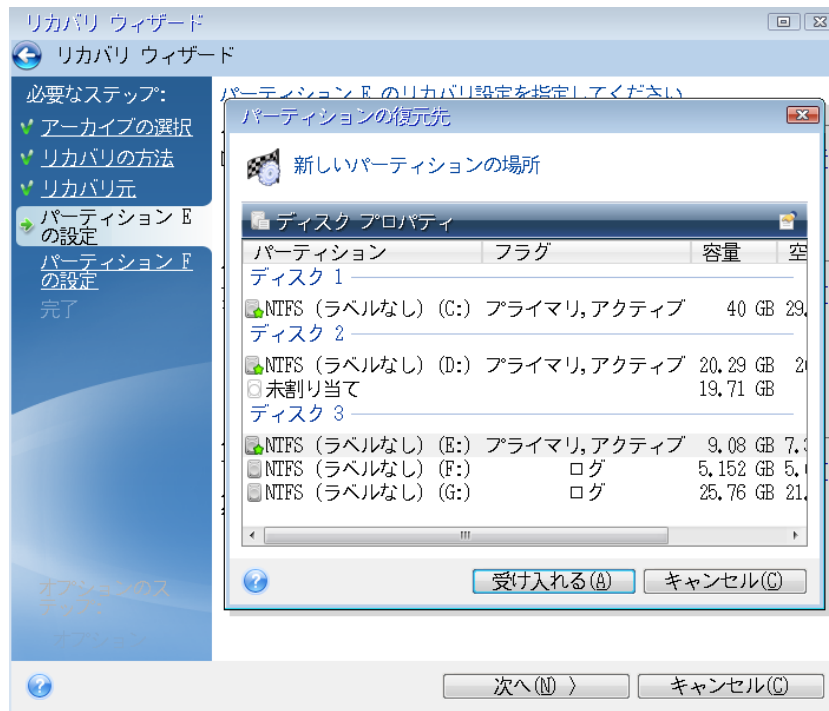 リカバリ ウィザード
リカバリ ウィザード
必要なステップ:
アーカイブの選択
リカバリの方法
リカバリ元
パーティション E
の設定
パーティション F
の設定
完了
パーティション E のリカバリ設定を指定してください
パーティションの復元先
新しいパーティションの場所
ディスク プロパティ
パーティション フラグ 容量 空
ディスク 1
NTFS (ラベルなし) (C:) プライマリ,アクティブ 40 GB 29.
ディスク 2
NTFS (ラベルなし) (D:) プライマリ,アクティブ 20.29 GB
未割り当て 19.71 GB
ディスク 3
NTFS (ラベルなし) (E:) プライマリ,アクティブ 9.08 GB 7.
NTFS (ラベルなし) (F:) ログ 5.152 GB 5.
NTFS (ラベルなし) (G:) ログ 25.76 GB 21.
受け入れる(A) キャンセル(C)
オプションのス
次へ(N) 〉 キャンセル(C)